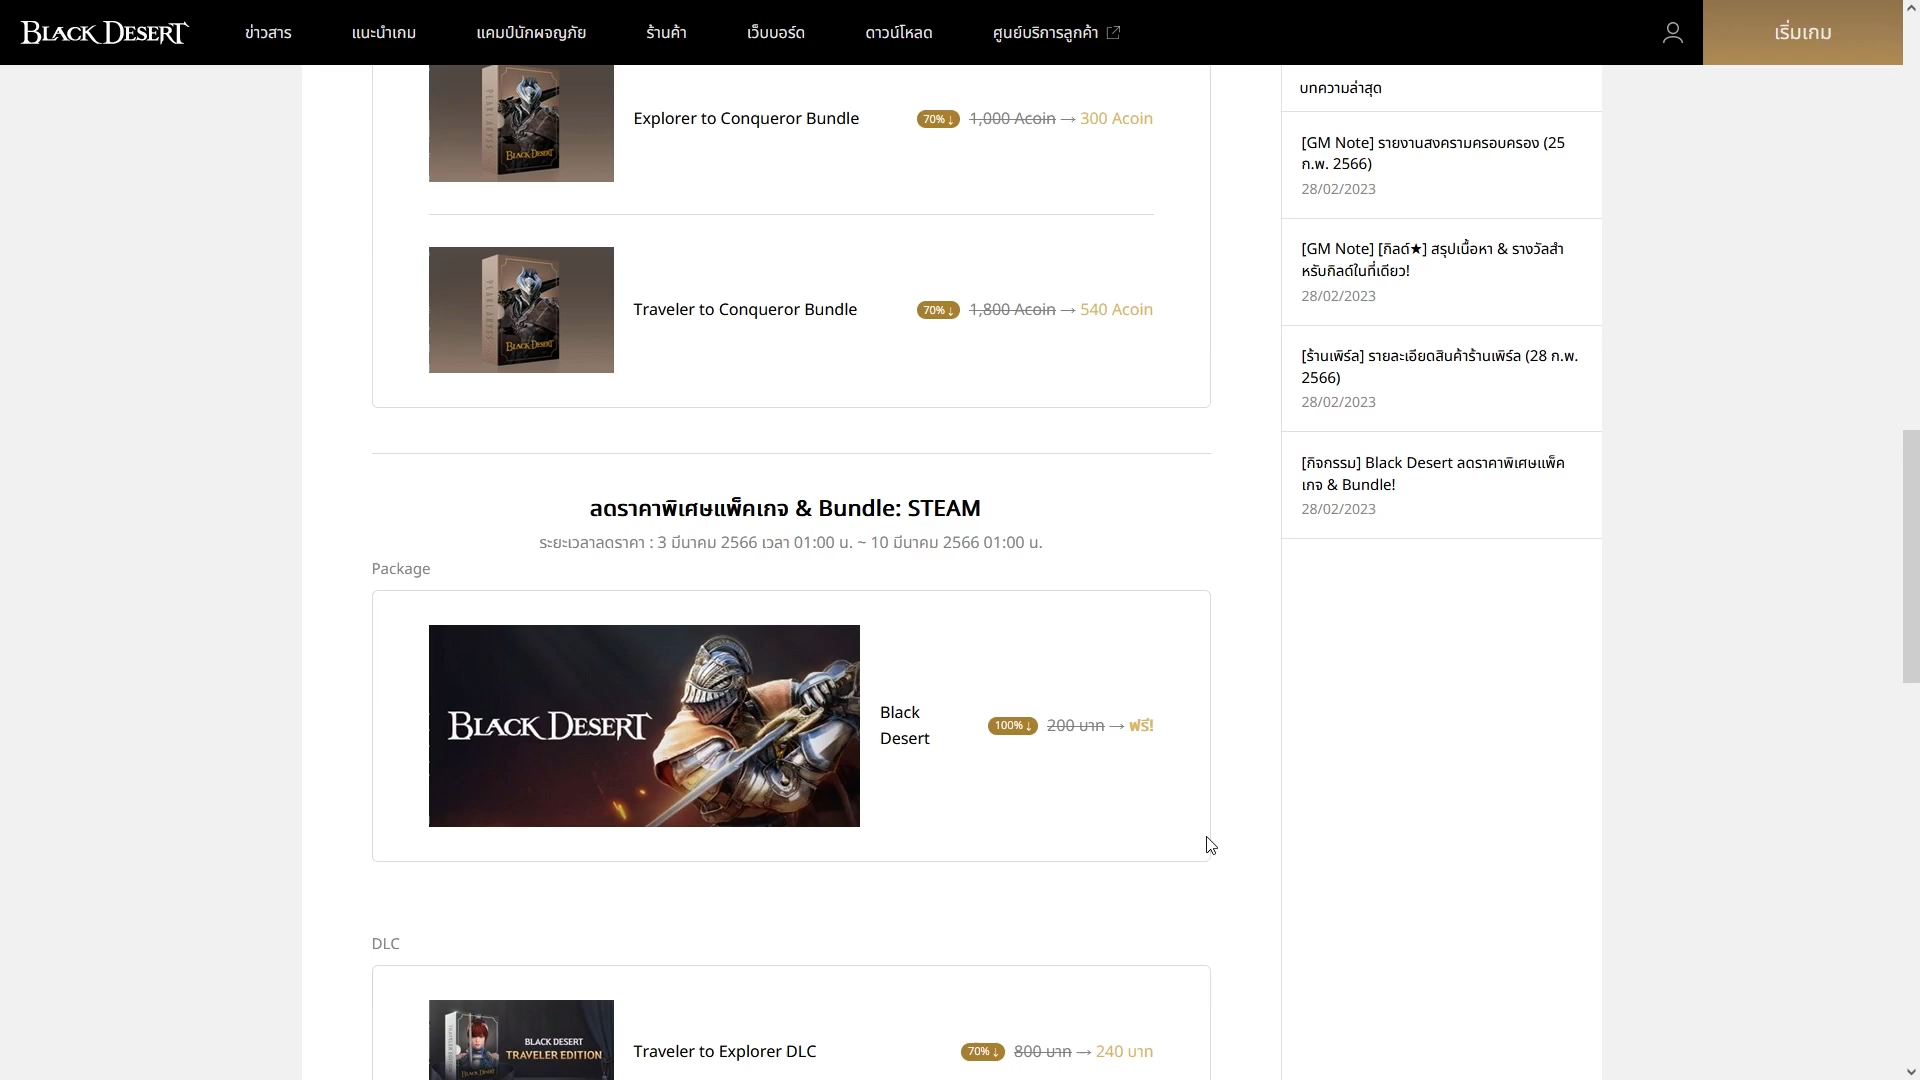 BLACK DESERT
ข่าวสาร
แนะนำเกม
แคมป์นักผจญภัย
ร้านค้า
เว็บบอร์ด
ดาวน์โหลด
ศูนย์บริการลูกค้า
เริ่มเกม
PEARL ABYSS
BLACK DESERT
Explorer to Conqueror Bundle
70% ↓ 1,000 Acoin → 300 Acoin
PEARL ABYSS
BLACK DESERT
Traveler to Conqueror Bundle
70% ↓ 1,800 Acoin → 540 Acoin
ลดราคาพิเศษแพ็คเกจ & Bundle: STEAM
ระยะเวลาลดราคา : 3 มีนาคม 2566 เวลา 01:00 น. ~ 10 มีนาคม 2566 01:00 น.
Package
BLACK DESERT
Black
Desert
100% ↓ 200 บาท → ฟรี!
DLC
BLACK DESERT
TRAVELER EDITION
Traveler to Explorer DLC
70% ↓ 800 บาท → 240 บาท
บทความล่าสุด
[GM Note] รายงานสงครามครอบครอง (25
ก.พ. 2566)
28/02/2023
[GM Note] [กิลด์★] สรุปเนื้อหา & รางวัลสำ
หรับกิลด์ในที่เดียว!
28/02/2023
[ร้านเพิร์ล] รายละเอียดสินค้าร้านเพิร์ล (28 ก.พ.
2566)
28/02/2023
[กิจกรรม] Black Desert ลดราคาพิเศษแพ็ค
เกจ & Bundle!
28/02/2023